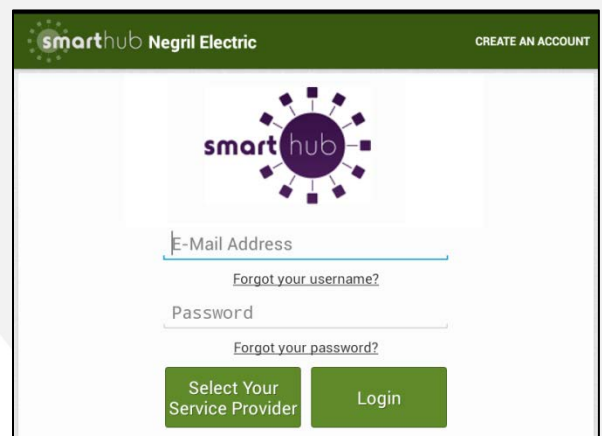 smarthub Negril Electric
CREATE AN ACCOUNT
smart hub
E-Mail Address
Forgot your username?
Password
Forgot your password?
Select Your
Service Provider
Login